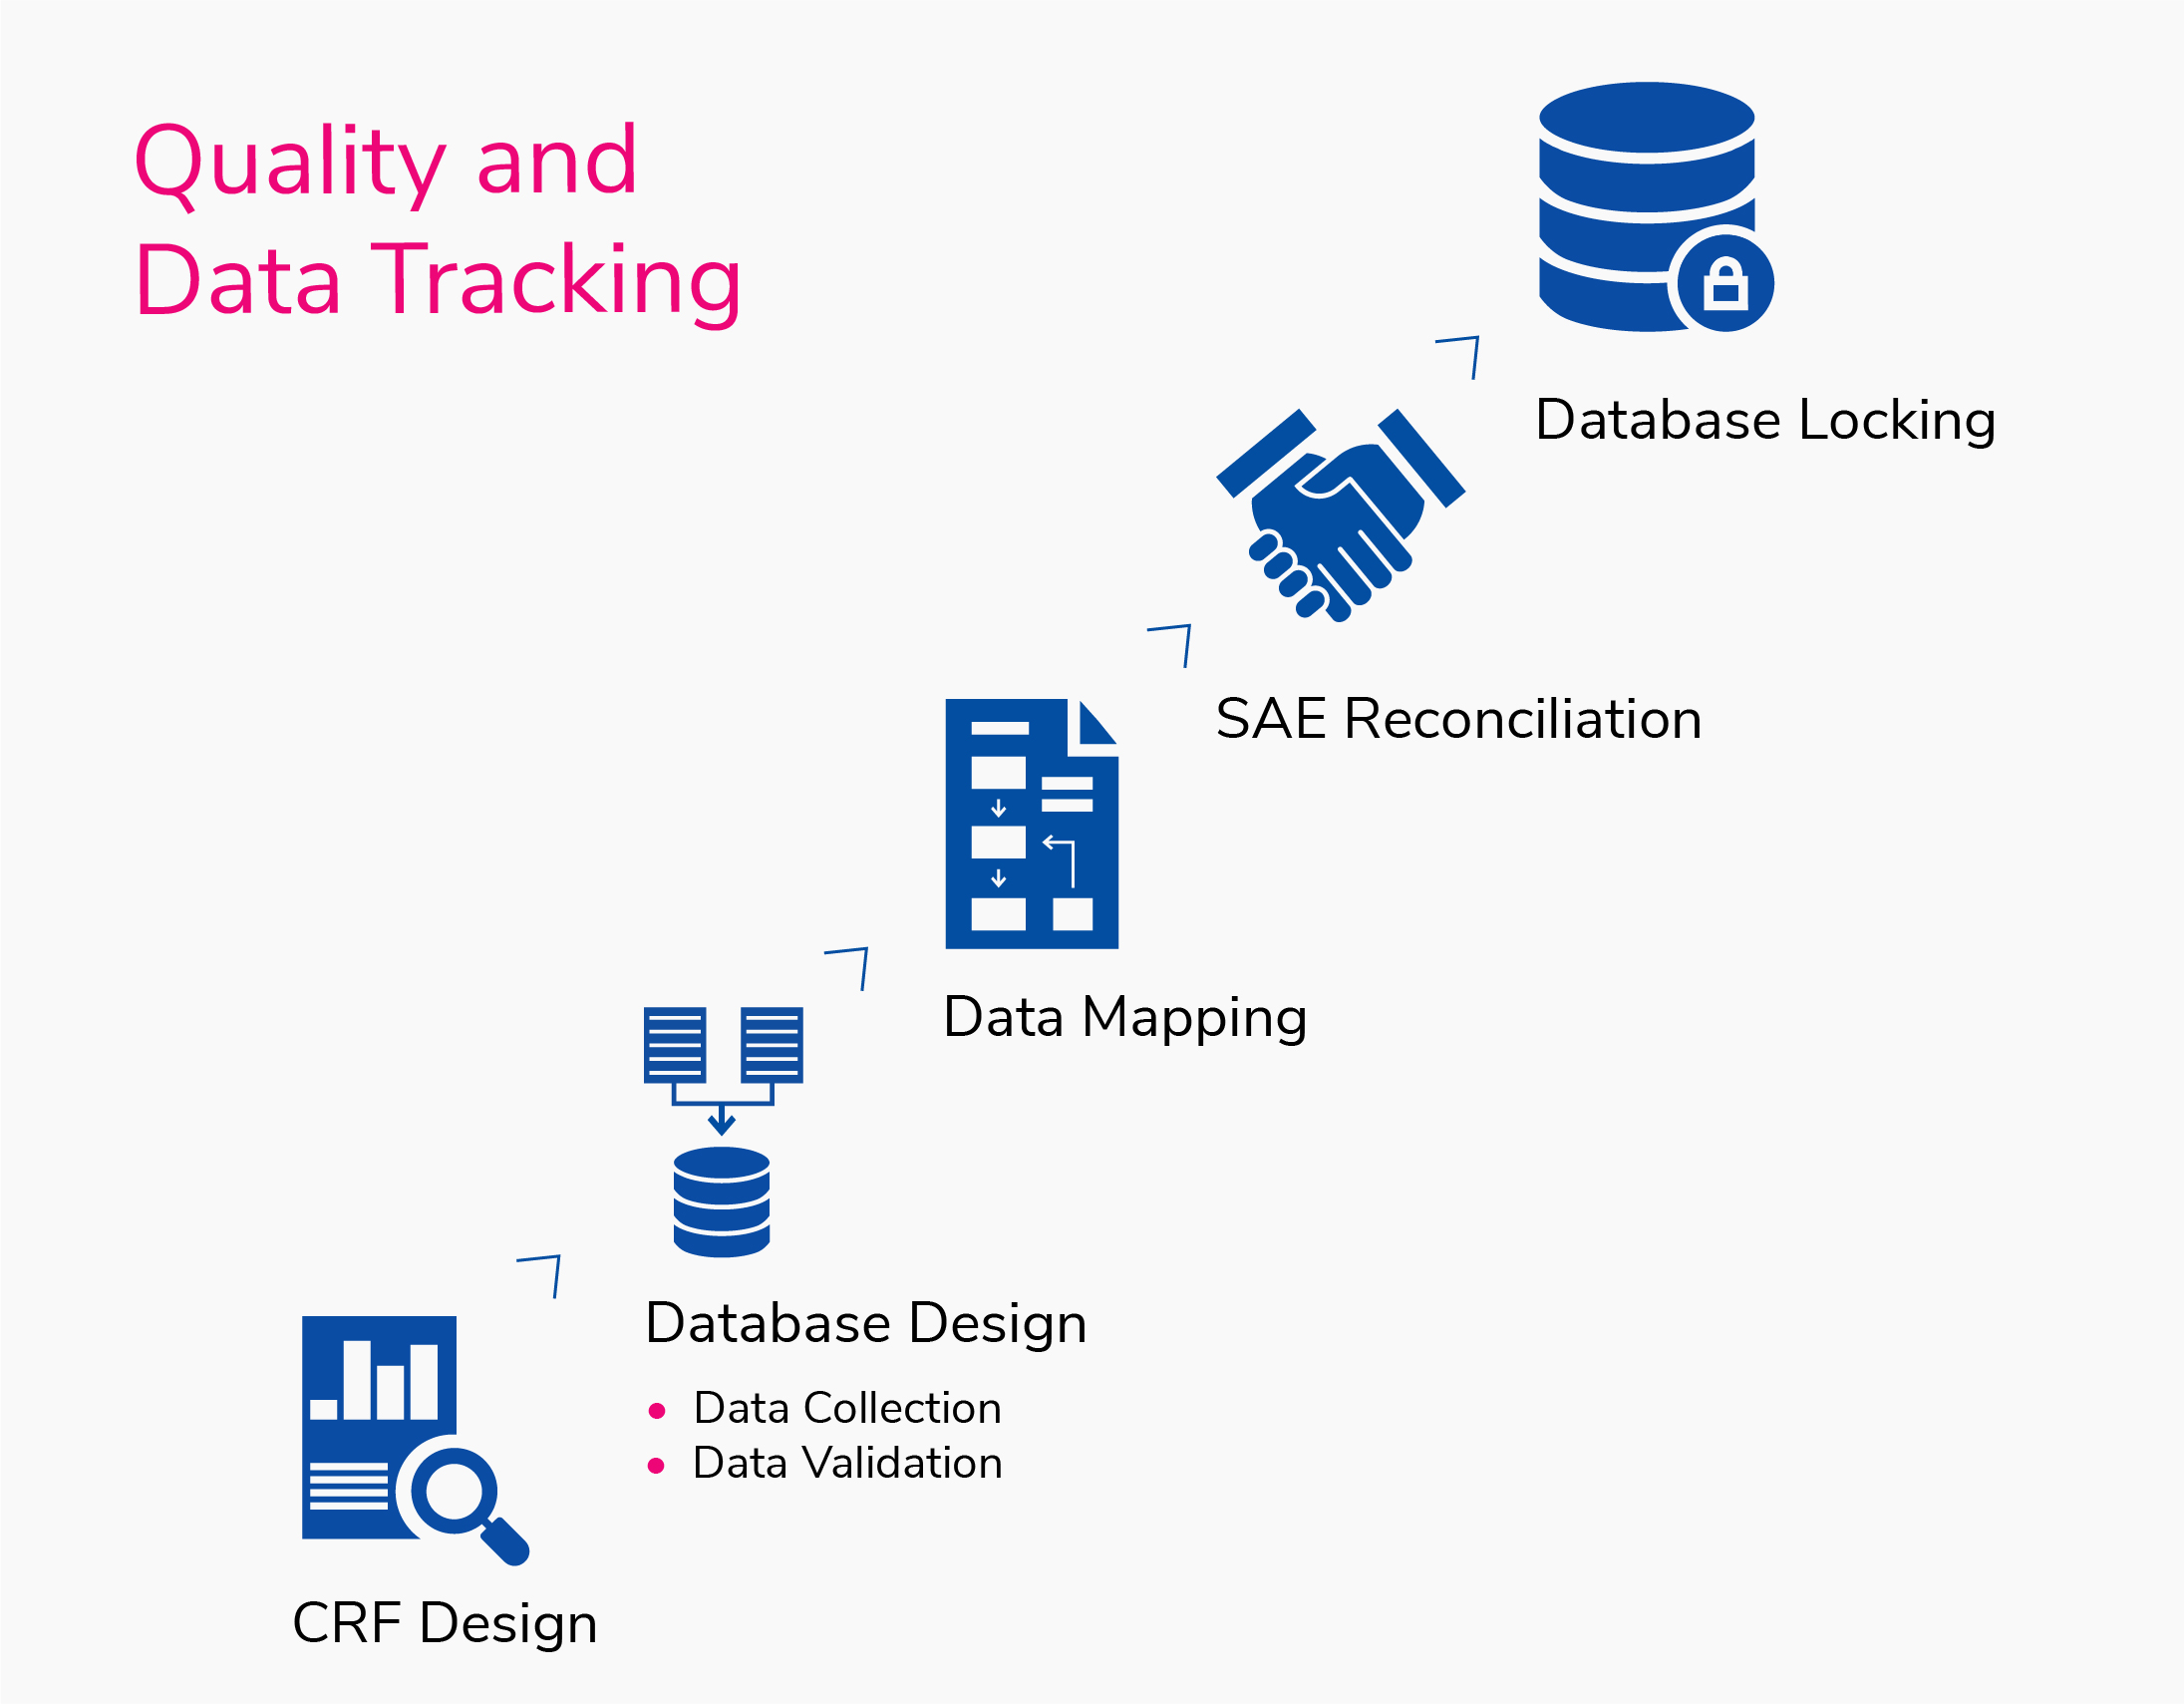 Quality and
Data Tracking
Database Locking
SAE Reconciliation
Data Mapping
Database Design
• Data Collection
• Data Validation
CRF Design